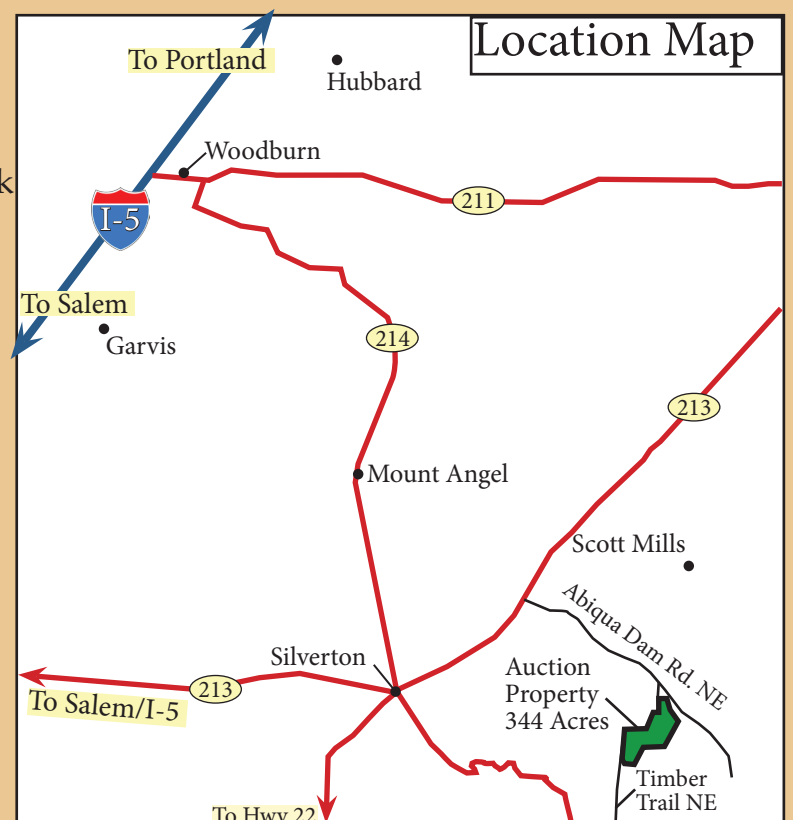 Location Map
To Portland
Hubbard
Woodburn
k
211
I-5
To Salem
Garvis
214
213
Mount Angel
Scott Mills
Abiqua Dam Rd. NE
Silverton
Auction
Property
344 Acres
213
To Salem/I-5
Timber
Trail NE
To Hwy 22